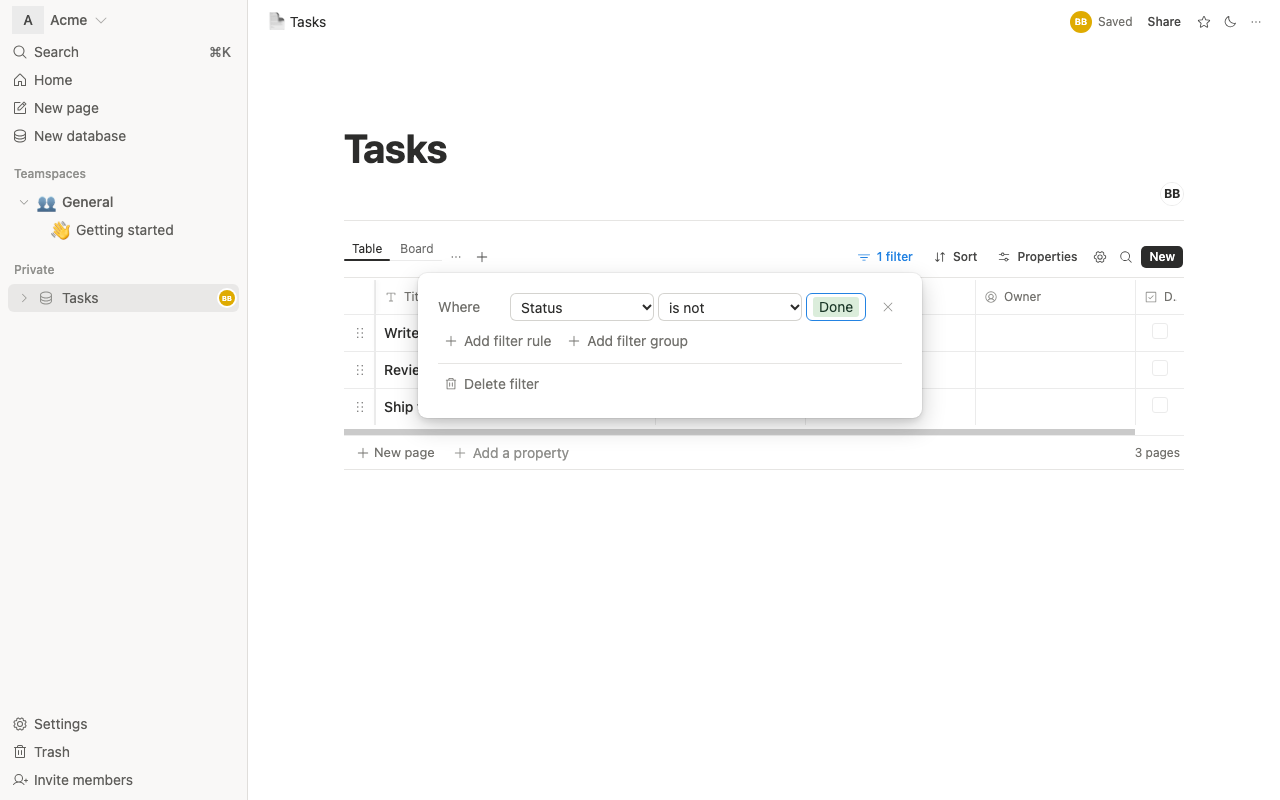 A Acme
Search ⌘K
Home
New page
New database
Teamspaces
General
Getting started
Private
Tasks BB
Settings
Trash
Invite members
Tasks
BB Saved Share
Tasks
BB
Table Board
1 filter Sort Properties New
Owner D.
Where Status is not Done
Add filter rule Add filter group
Delete filter
Write
Ship
New page Add a property 3 pages